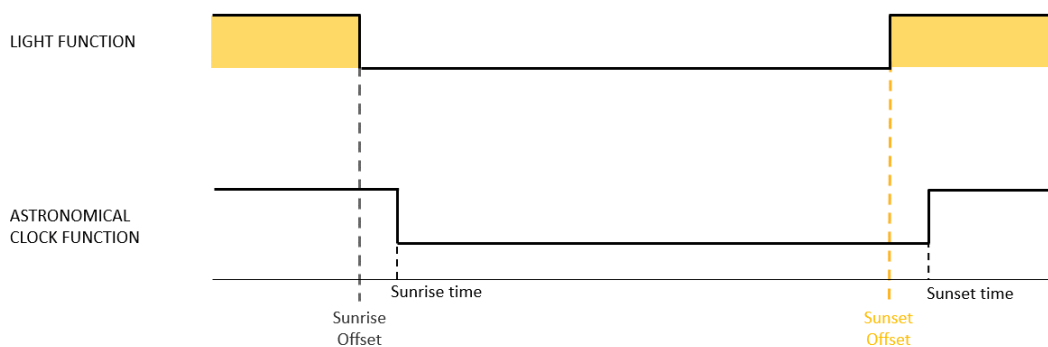 LIGHT FUNCTION
ASTRONOMICAL
CLOCK FUNCTION
Sunrise time
Sunset time
Sunrise
Offset
Sunset
Offset